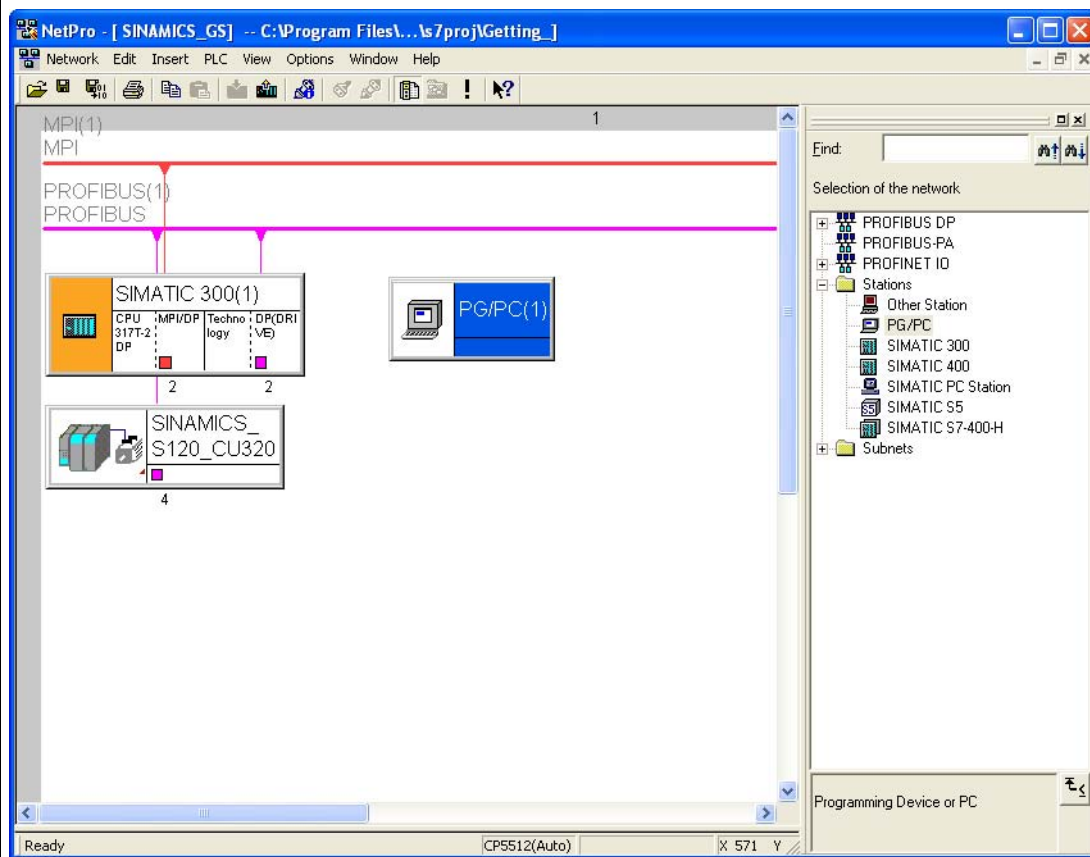 NetPro - [ SINAMICS_GS] -- C:\Program Files\...\s7proj\Getting_]
Network Edit Insert PLC View Options Window Help
MPI(1)
MPI
1
PROFIBUS(1)
PROFIBUS
SIMATIC 300(1)
CPU
317T-2
DP
MPI/DP
Techno
logy
DP(DRI
VE)
2
2
SINAMICS_
S120_CU320
4
PG/PC(1)
Find:
Selection of the network
PROFIBUS DP
PROFIBUS-PA
PROFINET IO
Stations
Other Station
PG/PC
SIMATIC 300
SIMATIC 400
SIMATIC PC Station
SIMATIC S5
SIMATIC S7-400-H
Subnets
Programming Device or PC
Ready
CP5512(Auto)
X 571 Y